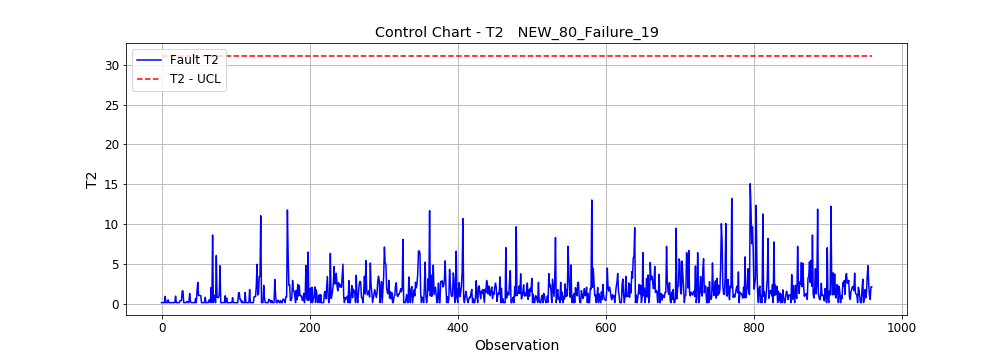 Control Chart - T2   NEW_80_Failure_19
Fault T2
T2 - UCL
30
25
20
15
10
5
0
T2
0 200 400 600 800 1000
Observation